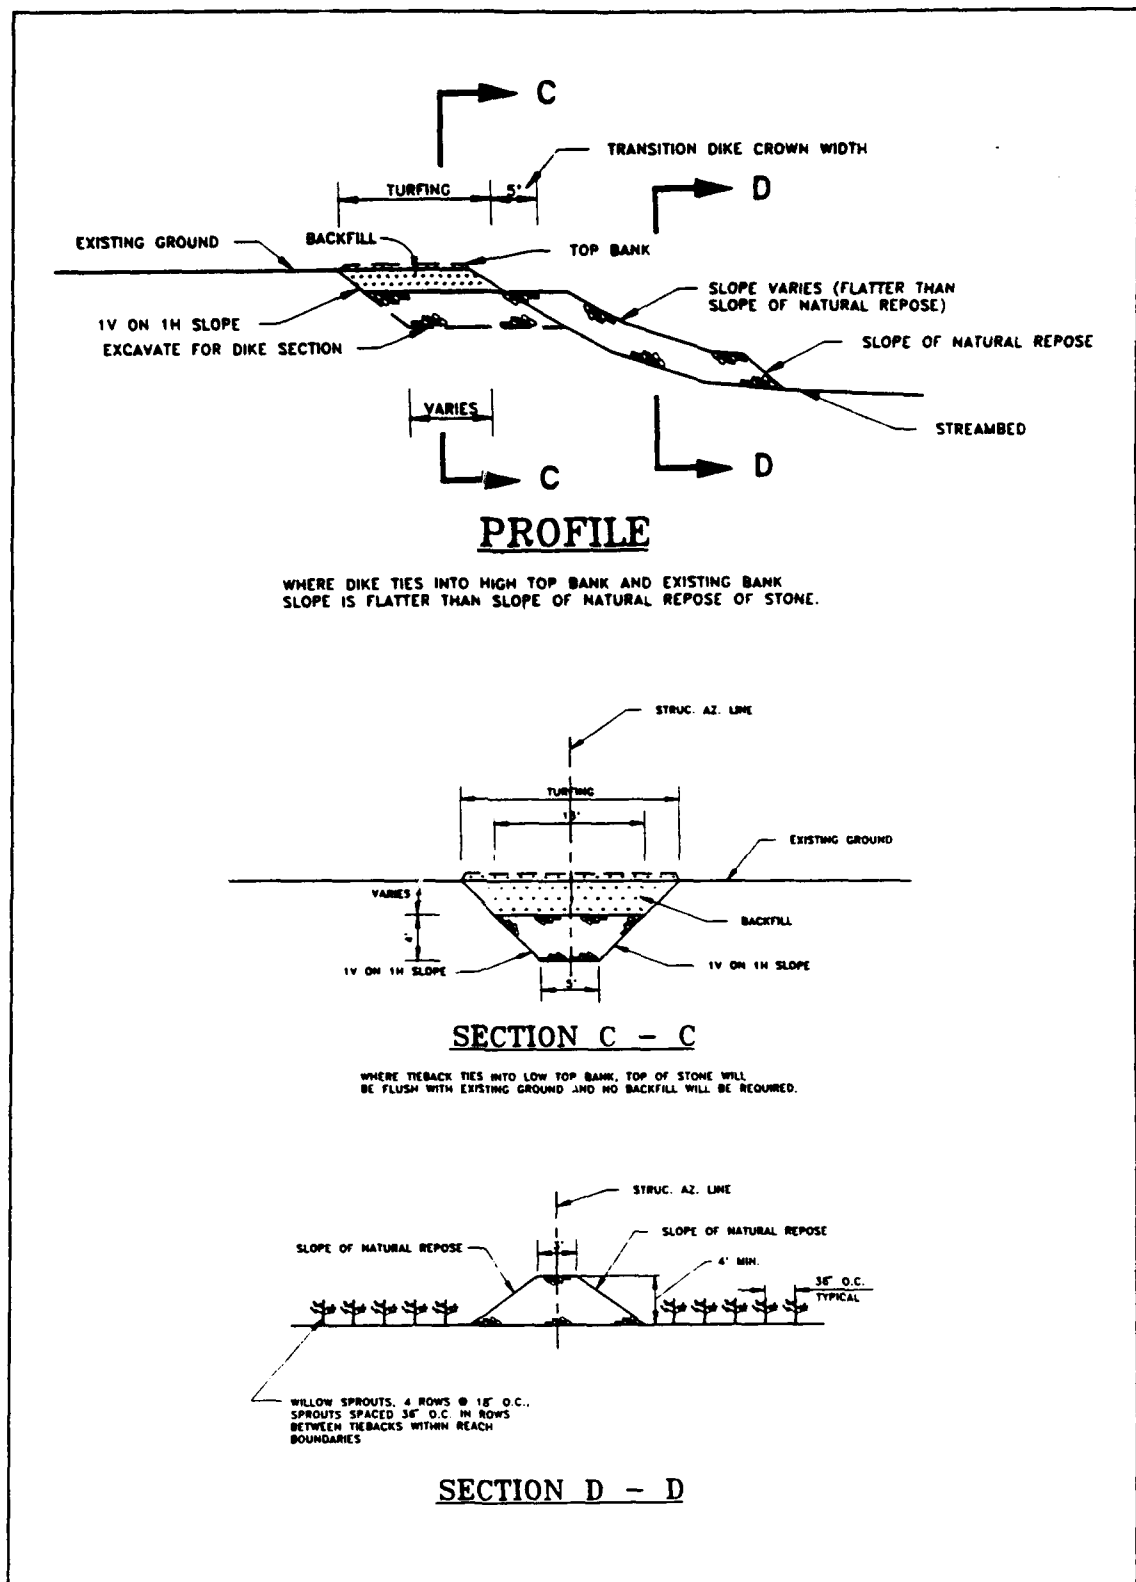 C
TRANSITION DIKE CROWN WIDTH
TURFING
5'
D
BACKFILL
EXISTING GROUND
TOP BANK
SLOPE VARIES (FLATTER THAN
SLOPE OF NATURAL REPOSE)
1V ON 1H SLOPE
SLOPE OF NATURAL REPOSE
EXCAVATE FOR DIKE SECTION
VARIES
STREAMBED
D
C
PROFILE
WHERE DIKE TIES INTO HIGH TOP BANK AND EXISTING BANK
SLOPE IS FLATTER THAN SLOPE OF NATURAL REPOSE OF STONE.
STRUC. AZ. LINE
TURFING
13'
EXISTING GROUND
VARIES
BACKFILL
4'
1V ON 1H SLOPE
1V ON 1H SLOPE
5'
SECTION C - C
WHERE TIEBACK TIES INTO LOW TOP BANK, TOP OF STONE WILL
BE FLUSH WITH EXISTING GROUND AND NO BACKFILL WILL BE REQUIRED.
STRUC. AZ. LINE
SLOPE OF NATURAL REPOSE
SLOPE OF NATURAL REPOSE
4' MIN.
36" O.C.
TYPICAL
WILLOW SPROUTS, 4 ROWS @ 18" O.C.,
SPROUTS SPACED 36" O.C. IN ROWS
BETWEEN TIEBACKS WITHIN REACH
BOUNDARIES
SECTION D - D